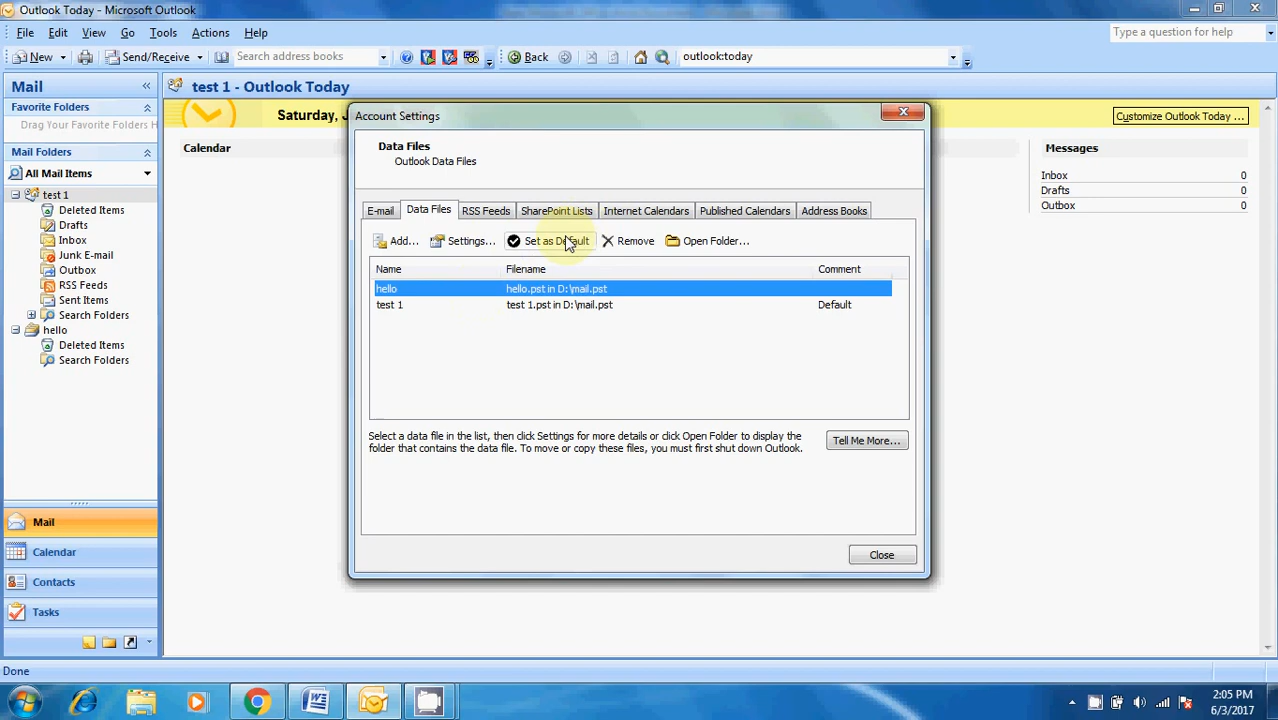 Outlook Today - Microsoft Outlook
File Edit View Go Tools Actions Help
Type a question for help
New Send/Receive Search address books Back outlook:today
Mail «
test 1 - Outlook Today
Favorite Folders
Drag Your Favorite Folders H
Saturday, J
Customize Outlook Today ...
Mail Folders
Calendar
Messages
All Mail Items
Inbox 0
Drafts 0
Outbox 0
test 1
Deleted Items
Drafts
Inbox
Junk E-mail
Outbox
RSS Feeds
Sent Items
Search Folders
hello
Deleted Items
Search Folders
Account Settings
Data Files
Outlook Data Files
E-mail Data Files RSS Feeds SharePoint Lists Internet Calendars Published Calendars Address Books
Add... Settings... Set as Default Remove Open Folder...
Name Filename Comment
hello hello.pst in D:\mail.pst
test 1 test 1.pst in D:\mail.pst Default
Select a data file in the list, then click Settings for more details or click Open Folder to display the
folder that contains the data file. To move or copy these files, you must first shut down Outlook.
Tell Me More...
Close
Mail
Calendar
Contacts
Tasks
Done
2:05 PM
6/3/2017